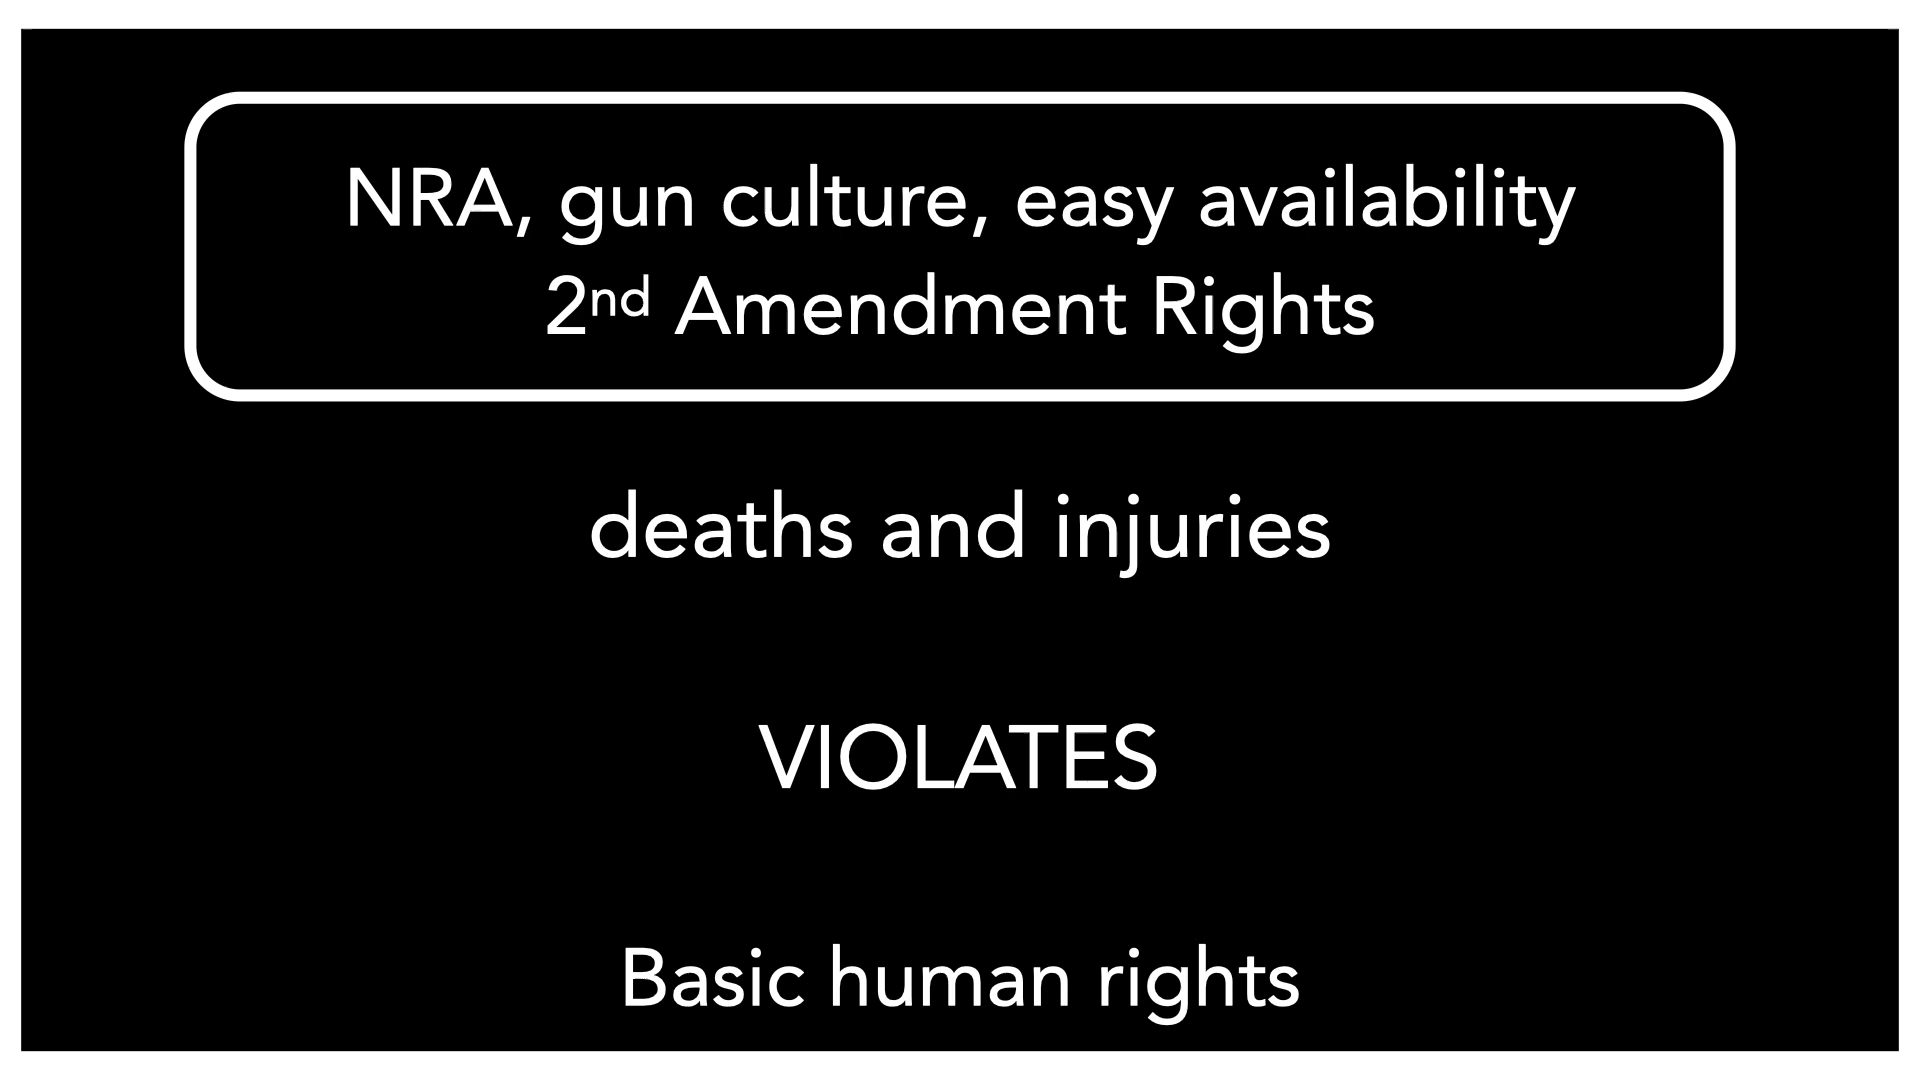 NRA, gun culture, easy availability
2nd Amendment Rights
deaths and injuries
VIOLATES
Basic human rights